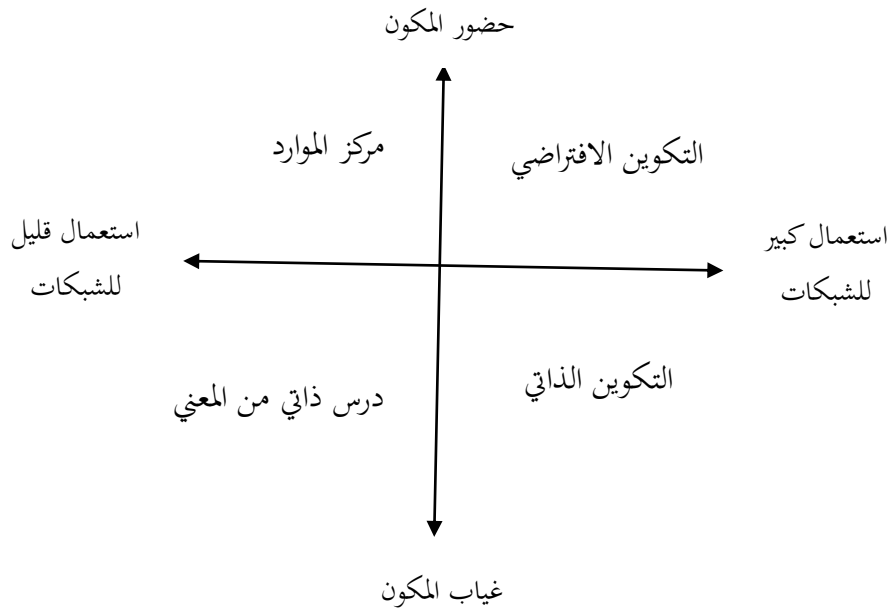 حضور المكون
التكوين الافتراضي
مركز الموارد
استعمال كبير
للشبكات
استعمال قليل
للشبكات
التكوين الذاتي
درس ذاتي من المعني
غياب المكون